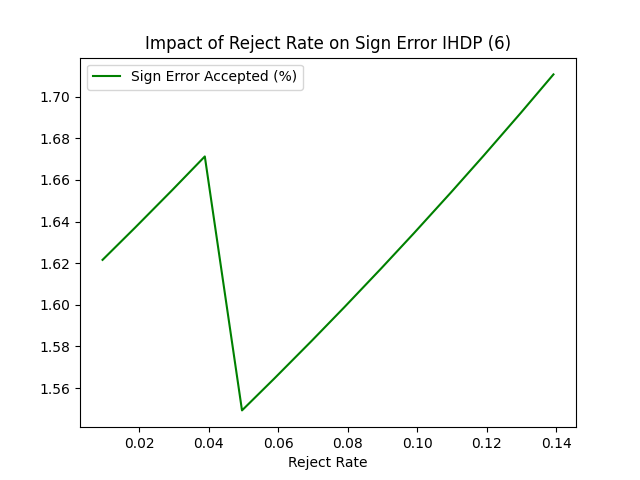 Impact of Reject Rate on Sign Error IHDP (6)
Sign Error Accepted (%)
1.70
1.68
1.66
1.64
1.62
1.60
1.58
1.56
0.02 0.04 0.06 0.08 0.10 0.12 0.14
Reject Rate